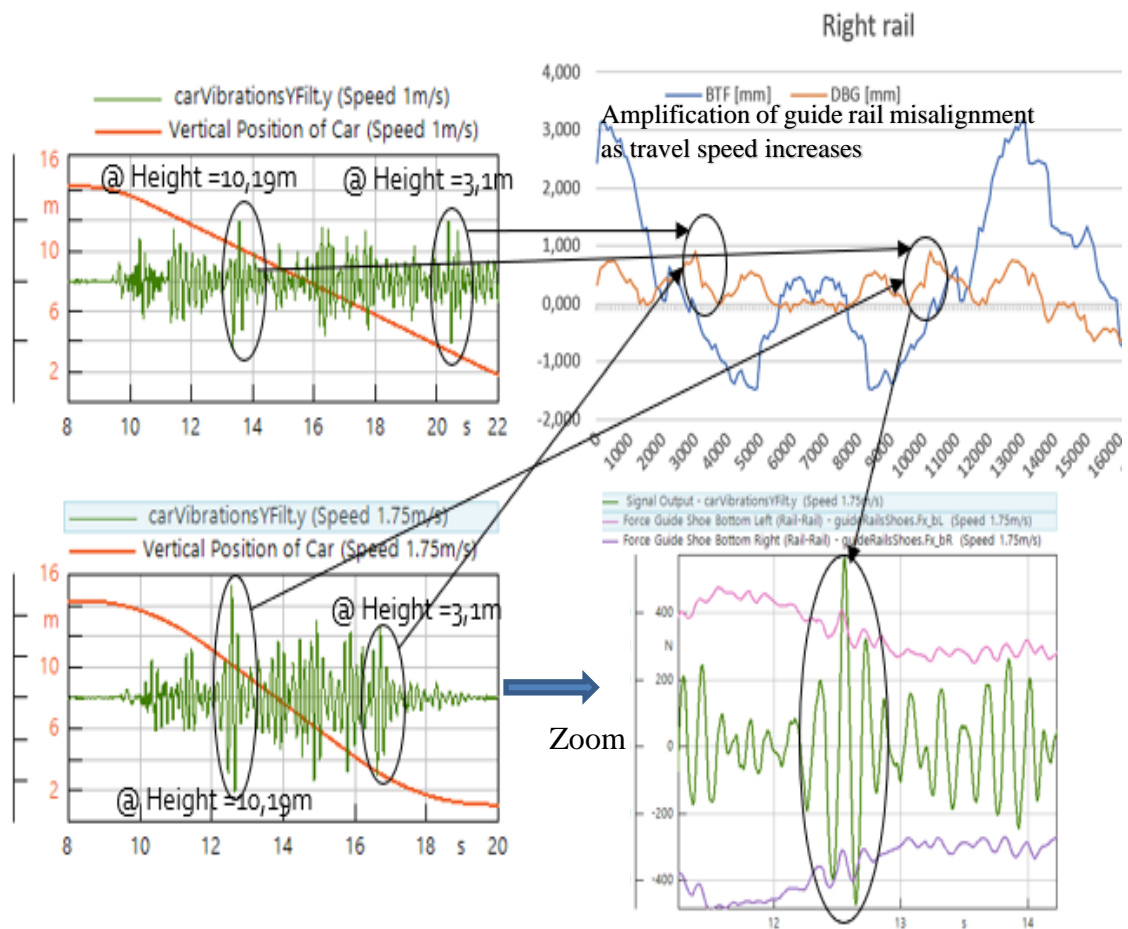 carVibrationsYFilt.y (Speed 1m/s)
Vertical Position of Car (Speed 1m/s)
@ Height =10,19m
@ Height =3,1m
16
m
10
6
2
8
10
12
14
16
18
20
s
22
Right rail
BTF [mm]
DBG [mm]
Amplification of guide rail misalignment
as travel speed increases
4,000
3,000
2,000
1,000
0,000
-1,000
-2,000
0
1000
2000
3000
4000
5000
6000
7000
8000
9000
10000
11000
12000
13000
14000
15000
16000
carVibrationsYFilt.y (Speed 1.75m/s)
Vertical Position of Car (Speed 1.75m/s)
@ Height =3,1m
@ Height =10,19m
16
m
10
6
2
8
10
12
14
16
18
s
20
Zoom
Signal Output - carVibrationsYFilt.y (Speed 1.75m/s)
Force Guide Shoe Bottom Left (Rail-Rail) - guideRailsShoes.Fx_bL (Speed 1.75m/s)
Force Guide Shoe Bottom Right (Rail-Rail) - guideRailsShoes.Fx_bR (Speed 1.75m/s)
400
N
200
0
-200
-400
12
13
s
14